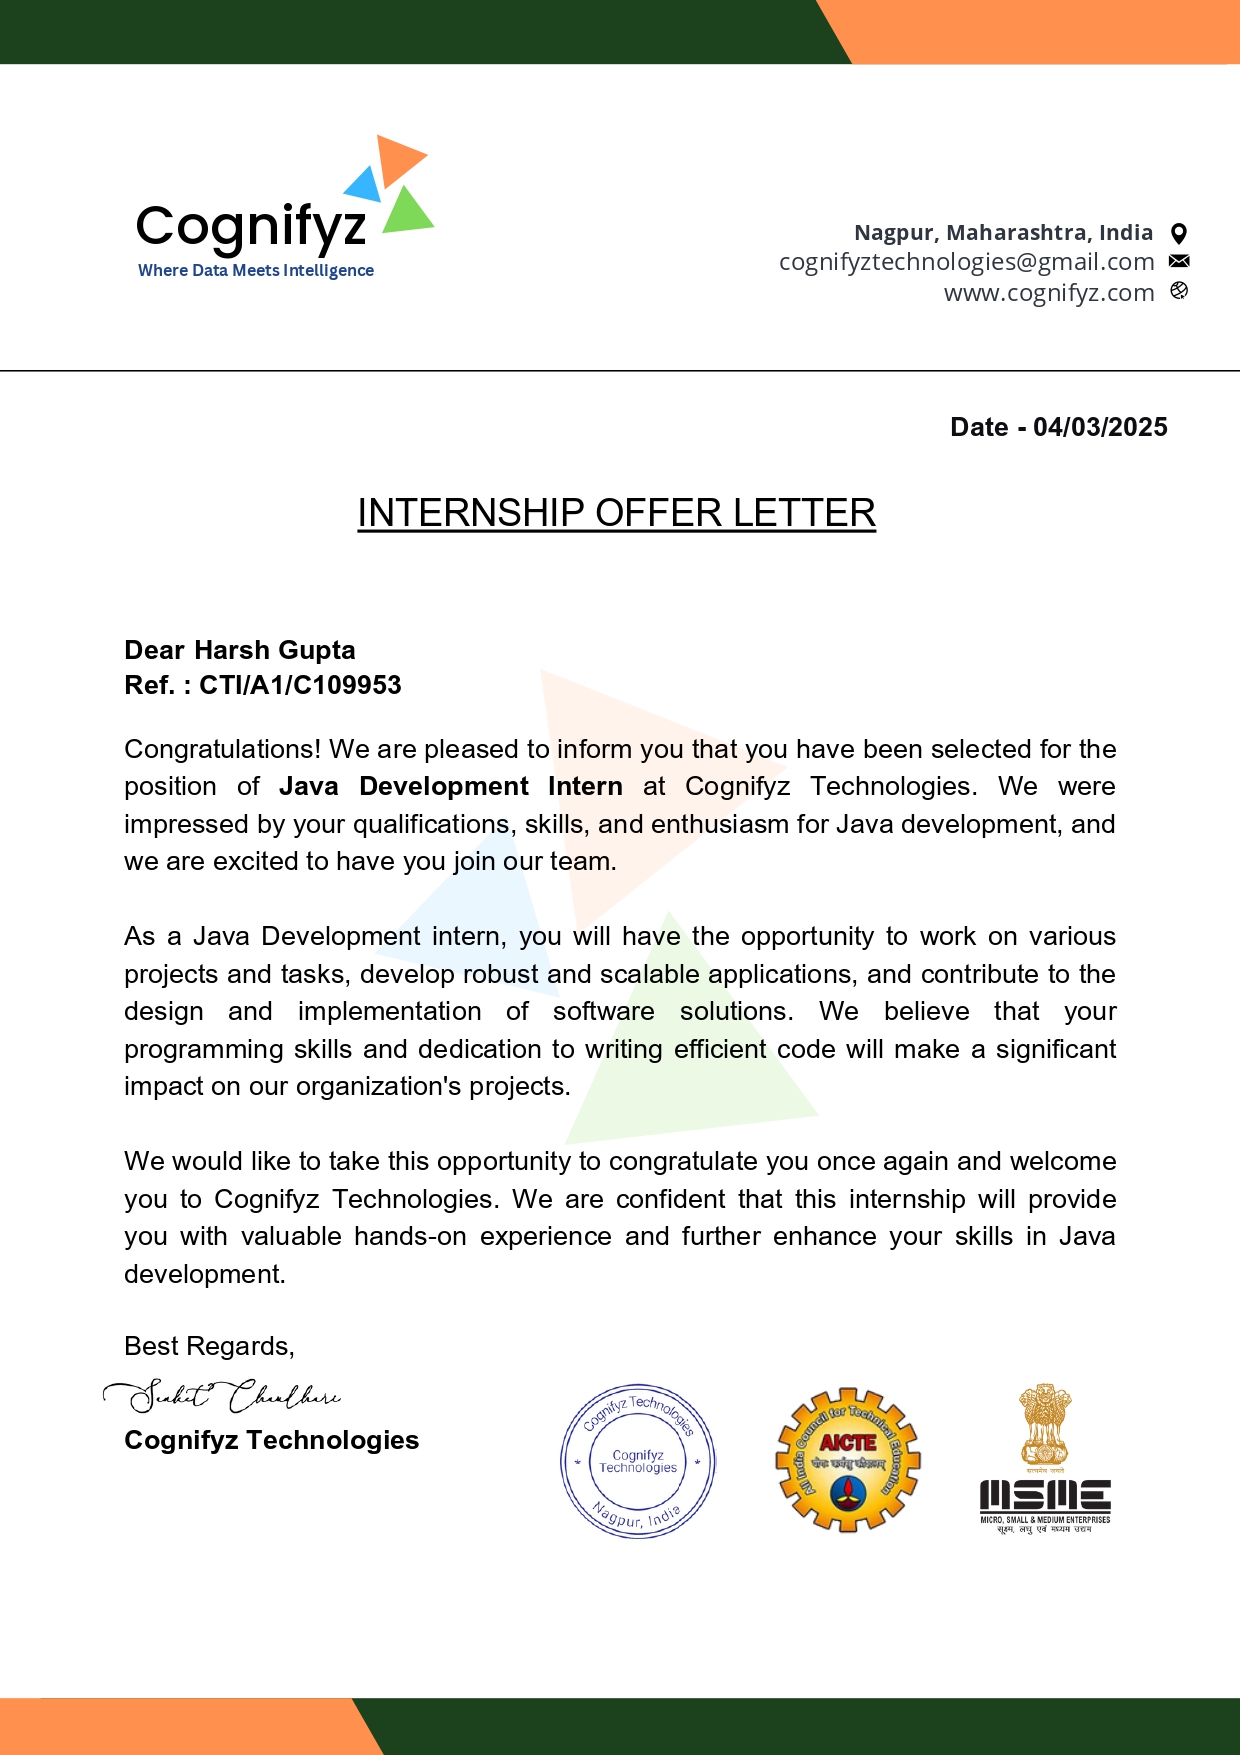 Cognifyz
Where Data Meets Intelligence
Nagpur, Maharashtra, India
cognifyztechnologies@gmail.com
www.cognifyz.com
Date - 04/03/2025
INTERNSHIP OFFER LETTER
Dear Harsh Gupta
Ref. : CTI/A1/C109953
Congratulations! We are pleased to inform you that you have been selected for the
position of Java Development Intern at Cognifyz Technologies. We were
impressed by your qualifications, skills, and enthusiasm for Java development, and
we are excited to have you join our team.
As a Java Development intern, you will have the opportunity to work on various
projects and tasks, develop robust and scalable applications, and contribute to the
design and implementation of software solutions. We believe that your
programming skills and dedication to writing efficient code will make a significant
impact on our organization's projects.
We would like to take this opportunity to congratulate you once again and welcome
you to Cognifyz Technologies. We are confident that this internship will provide
you with valuable hands-on experience and further enhance your skills in Java
development.
Best Regards,
Chaudhari
Cognifyz Technologies
Cognifyz Technologies
Cognifyz
Technologies
* *
Nagpur, India
All India Council for Technical Education
AICTE
योगः कर्मसु कौशलम्
सत्यमेव जयते
MSME
MICRO, SMALL & MEDIUM ENTERPRISES
सूक्ष्म, लघु एवं मध्यम उद्यम